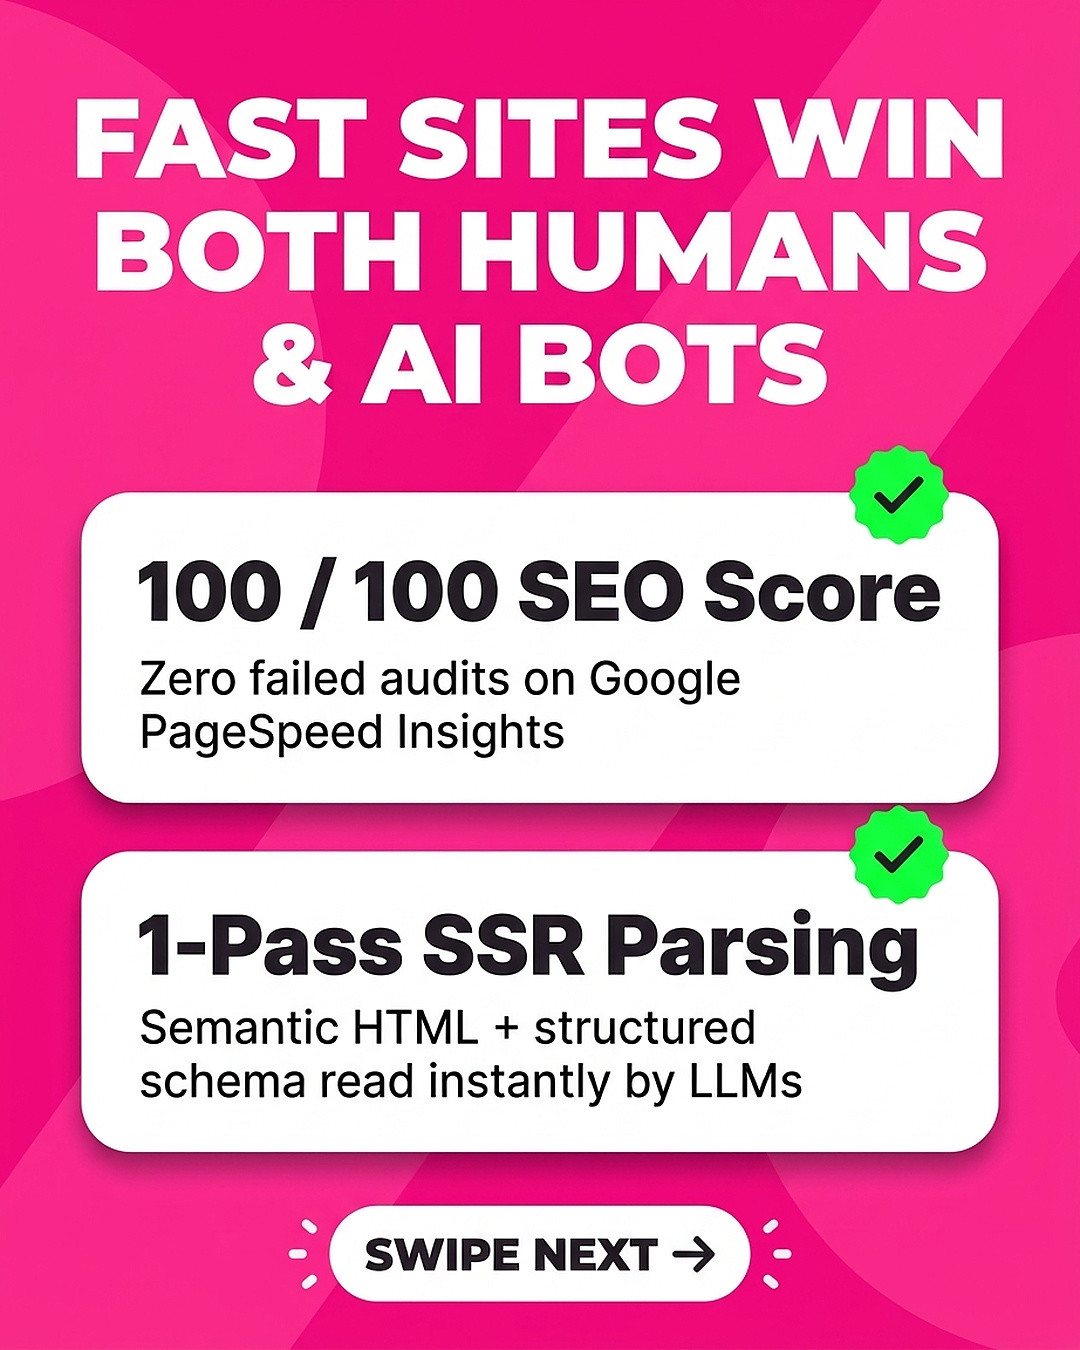 FAST SITES WIN
BOTH HUMANS
& AI BOTS
100 / 100 SEO Score
Zero failed audits on Google
PageSpeed Insights
1-Pass SSR Parsing
Semantic HTML + structured
schema read instantly by LLMs
SWIPE NEXT →